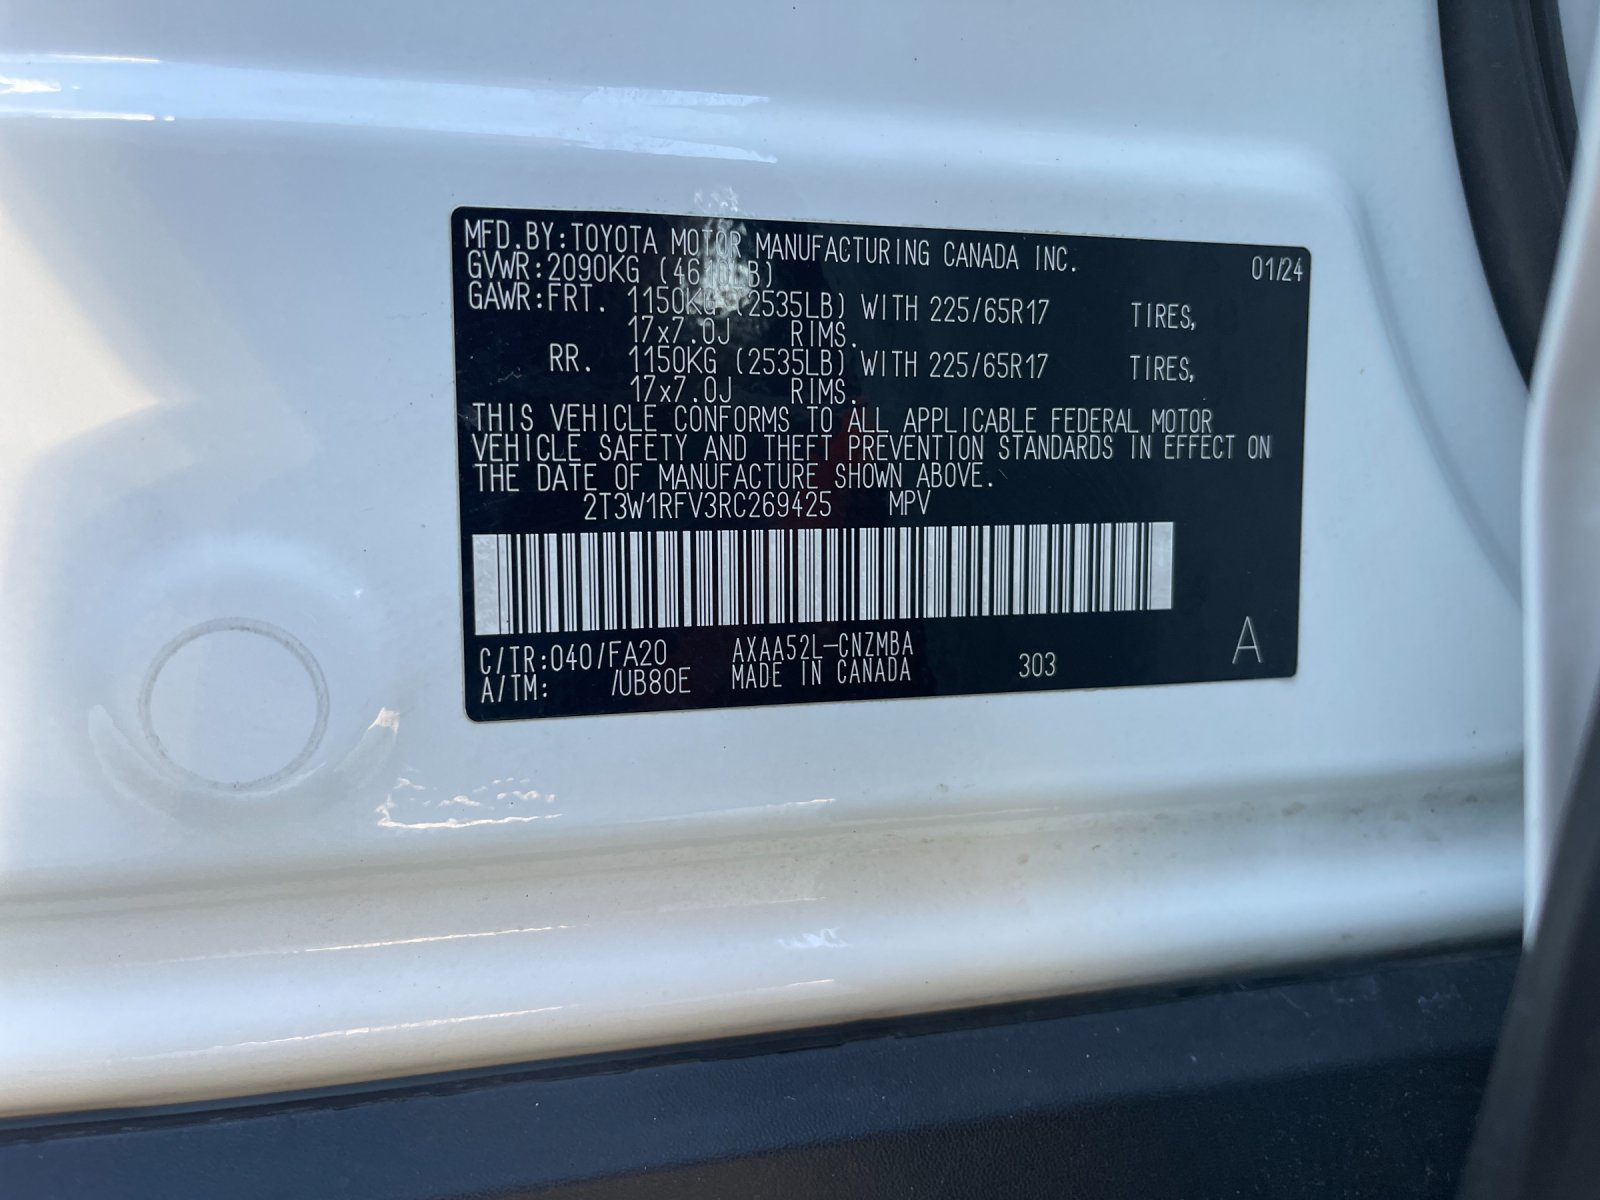 MFD.BY:TOYOTA MOTOR MANUFACTURING CANADA INC. 01/24
GVWR:2090KG
GAWR:FRT. 1150KG (2535LB) WITH 225/65R17 TIRES,
17x7.0J RIMS.
RR. 1150KG (2535LB) WITH 225/65R17 TIRES,
17x7.0J RIMS.
THIS VEHICLE CONFORMS TO ALL APPLICABLE FEDERAL MOTOR
VEHICLE SAFETY AND THEFT PREVENTION STANDARDS IN EFFECT ON
THE DATE OF MANUFACTURE SHOWN ABOVE.
2T3W1RFV3RC269425 MPV
C/TR:040/FA20 AXAA52L-CNZMBA
A/TM: /UB80E MADE IN CANADA 303 A